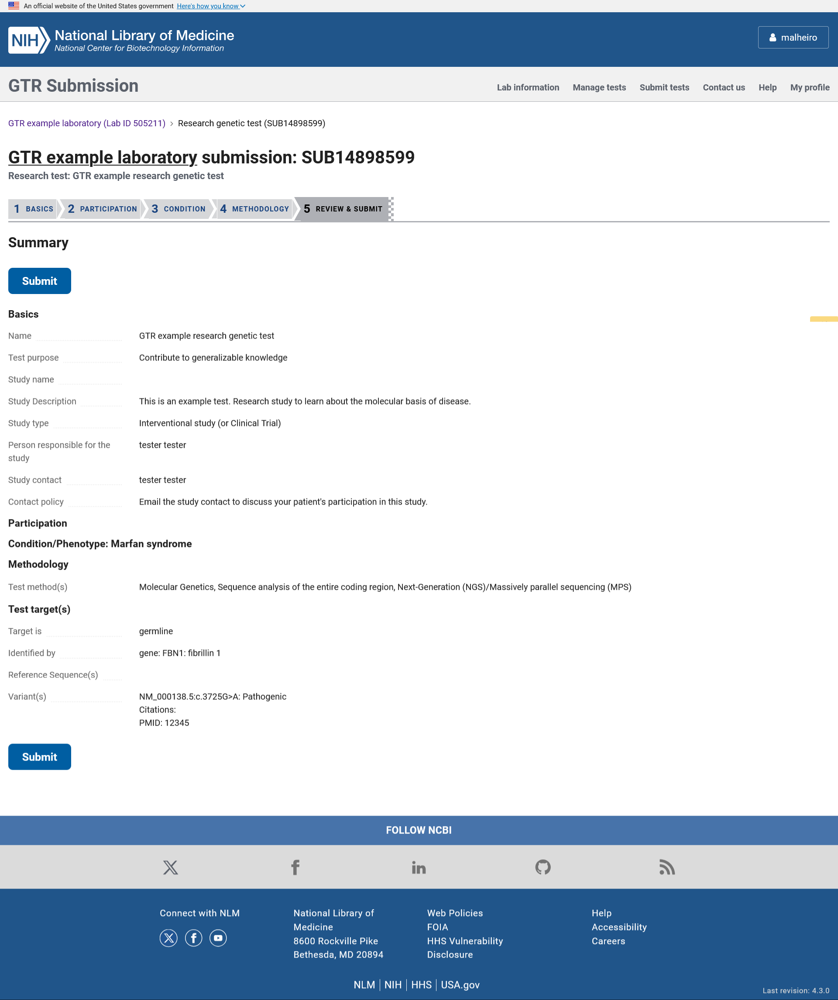 An official website of the United States government Here's how you know
NIH National Library of Medicine
National Center for Biotechnology Information
malheiro
GTR Submission
Lab information Manage tests Submit tests Contact us Help My profile
GTR example laboratory (Lab ID 505211) › Research genetic test (SUB14898599)
GTR example laboratory submission: SUB14898599
Research test: GTR example research genetic test
1 BASICS 2 PARTICIPATION 3 CONDITION 4 METHODOLOGY 5 REVIEW & SUBMIT
Summary
Submit
Basics
Name GTR example research genetic test
Test purpose Contribute to generalizable knowledge
Study name
Study Description This is an example test. Research study to learn about the molecular basis of disease.
Study type Interventional study (or Clinical Trial)
Person responsible for the tester tester
study
Study contact tester tester
Contact policy Email the study contact to discuss your patient's participation in this study.
Participation
Condition/Phenotype: Marfan syndrome
Methodology
Test method(s) Molecular Genetics, Sequence analysis of the entire coding region, Next-Generation (NGS)/Massively parallel sequencing (MPS)
Test target(s)
Target is germline
Identified by gene: FBN1: fibrillin 1
Reference Sequence(s)
Variant(s) NM_000138.5:c.3725G>A: Pathogenic
Citations:
PMID: 12345
Submit
FOLLOW NCBI
Connect with NLM
National Library of
Medicine
8600 Rockville Pike
Bethesda, MD 20894
Web Policies
FOIA
HHS Vulnerability
Disclosure
Help
Accessibility
Careers
NLM NIH HHS USA.gov
Last revision: 4.3.0